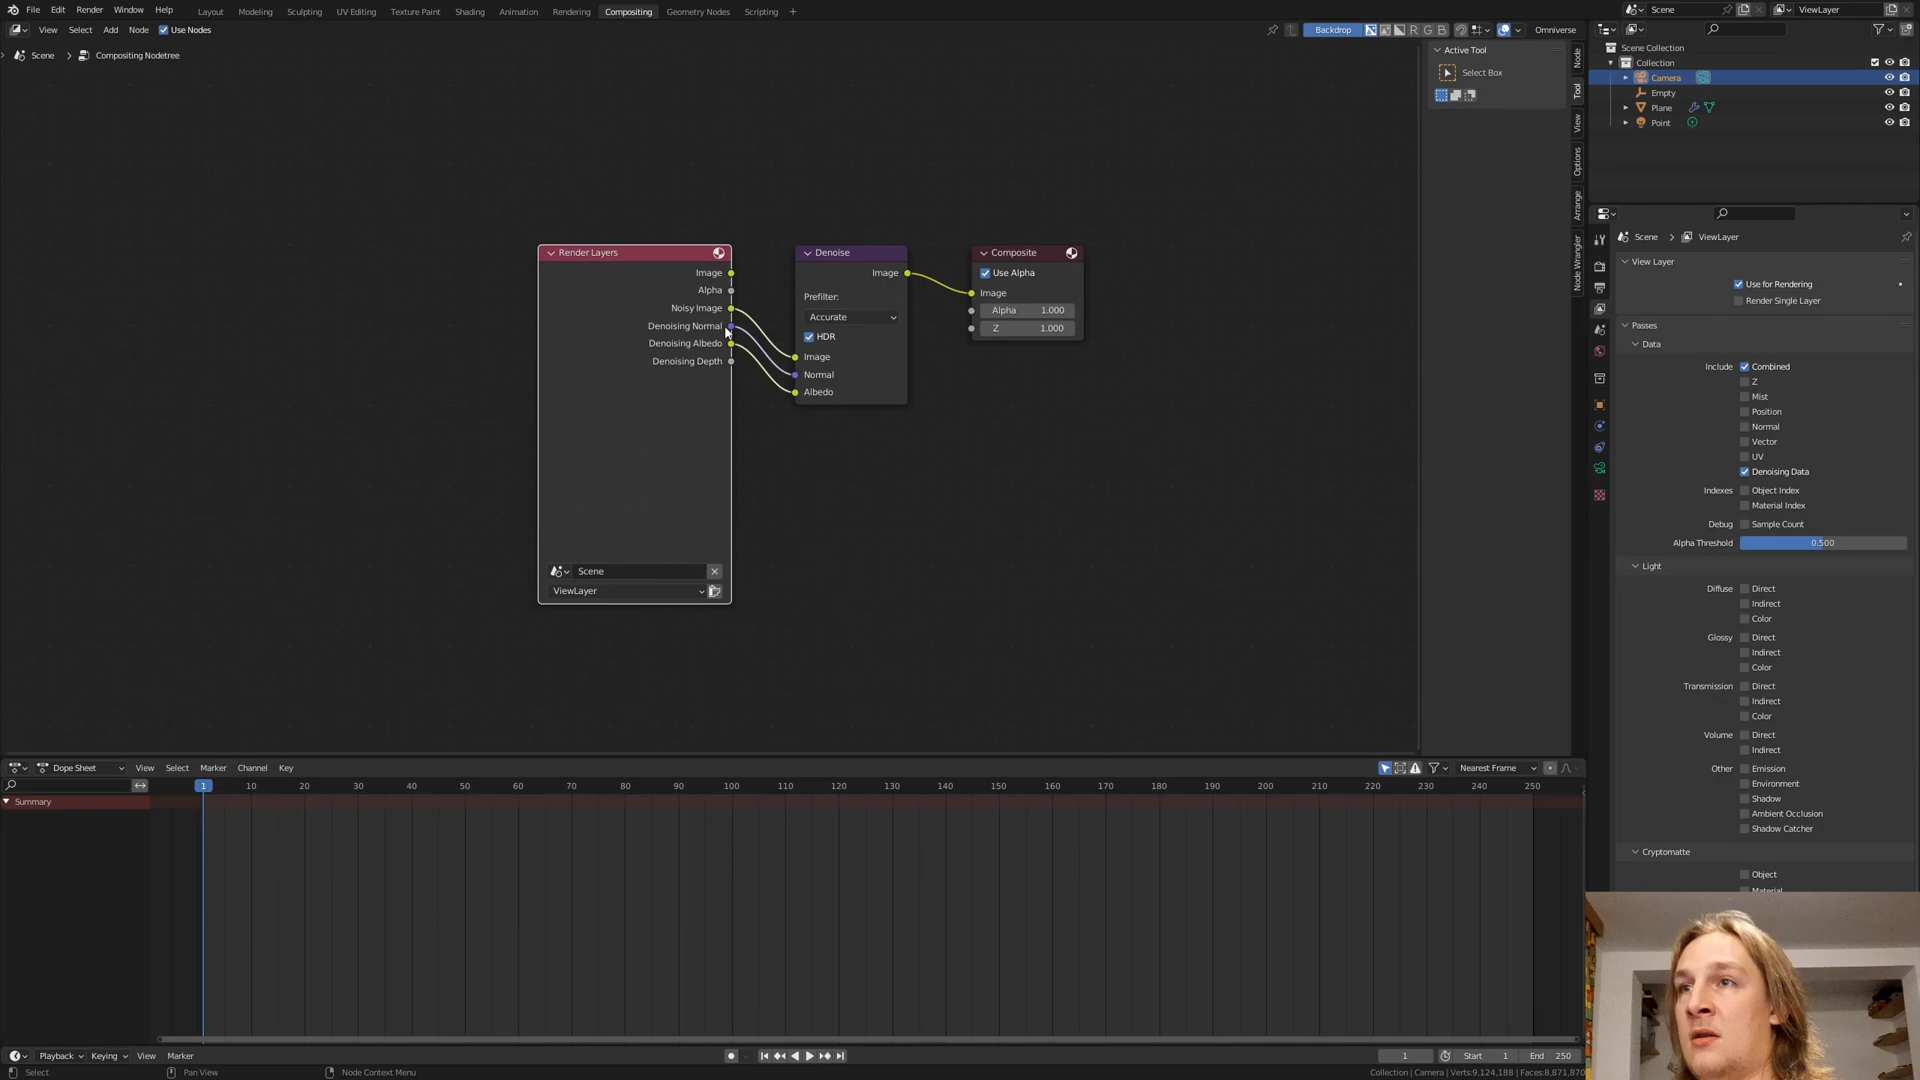 File Edit Render Window Help Layout Modeling Sculpting UV Editing Texture Paint Shading Animation Rendering Compositing Geometry Nodes Scripting + Scene ViewLayer
View Select Add Node Use Nodes Backdrop R G B Omniverse
Scene > Compositing Nodetree
Active Tool
Select Box
Node
Tool
View
Options
Arrange
Node Wrangler
Scene Collection
Collection
Camera
Empty
Plane
Point
Render Layers
Image
Alpha
Noisy Image
Denoising Normal
Denoising Albedo
Denoising Depth
Scene
ViewLayer
Denoise
Image
Prefilter:
Accurate
HDR
Image
Normal
Albedo
Composite
Use Alpha
Image
Alpha 1.000
Z 1.000
Scene > ViewLayer
View Layer
Use for Rendering
Render Single Layer
Passes
Data
Include Combined
Z
Mist
Position
Normal
Vector
UV
Denoising Data
Indexes Object Index
Material Index
Debug Sample Count
Alpha Threshold 0.500
Light
Diffuse Direct
Indirect
Color
Glossy Direct
Indirect
Color
Transmission Direct
Indirect
Color
Volume Direct
Indirect
Other Emission
Environment
Shadow
Ambient Occlusion
Shadow Catcher
Cryptomatte
Object
Material
Dope Sheet View Select Marker Channel Key Nearest Frame
1 10 20 30 40 50 60 70 80 90 100 110 120 130 140 150 160 170 180 190 200 210 220 230 240 250
Summary
Playback Keying View Marker 1 Start 1 End 250
Select Pan View Node Context Menu Collection | Camera | Verts:9,124,188 | Faces:8,871,870